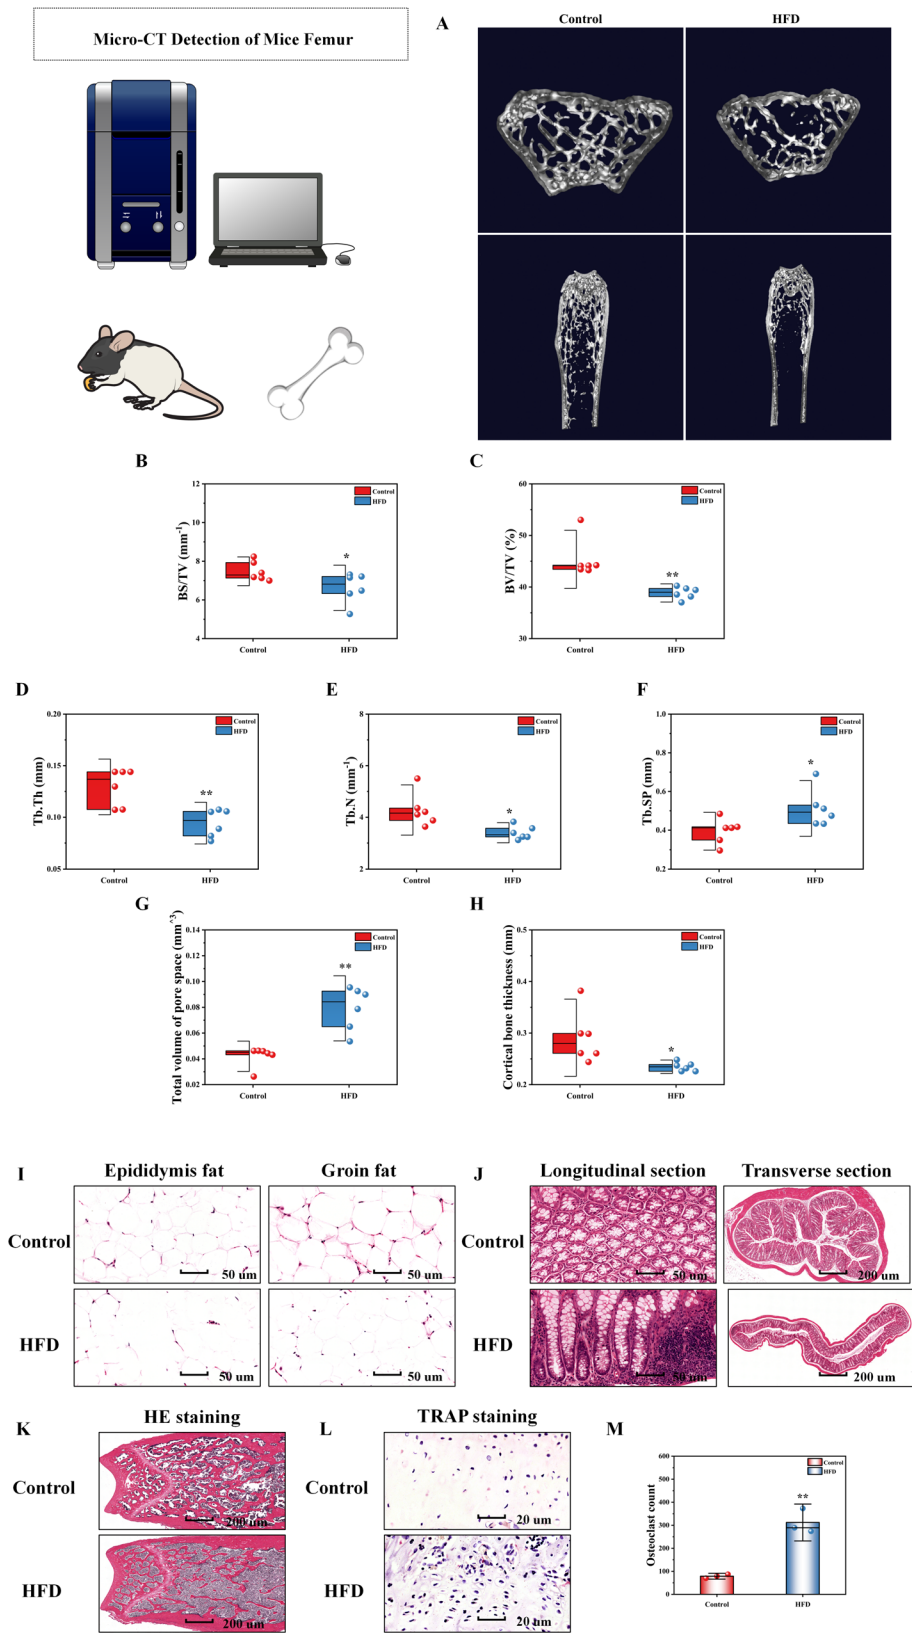 Micro-CT Detection of Mice Femur
A
Control
HFD
B
BS/TV (mm⁻¹)
12
10
8
6
4
Control
HFD
*
Control
HFD
C
BV/TV (%)
60
50
40
30
Control
HFD
**
Control
HFD
D
Tb.Th (mm)
0.20
0.15
0.10
0.05
Control
HFD
**
Control
HFD
E
Tb.N (mm⁻¹)
8
6
4
2
Control
HFD
*
Control
HFD
F
Tb.SP (mm)
1.0
0.8
0.6
0.4
0.2
Control
HFD
*
Control
HFD
G
Total volume of pore space (mm^3)
0.14
0.12
0.10
0.08
0.06
0.04
0.02
Control
HFD
**
Control
HFD
H
Cortical bone thickness (mm)
0.5
0.4
0.3
0.2
Control
HFD
*
Control
HFD
I
Epididymis fat
Groin fat
Control
50 um
50 um
HFD
50 um
50 um
J
Longitudinal section
Transverse section
Control
50 um
200 um
HFD
50 um
200 um
K
HE staining
Control
200 um
HFD
200 um
L
TRAP staining
Control
20 um
HFD
20 um
M
Osteoclast count
600
500
400
300
200
100
0
Control
HFD
**
Control
HFD